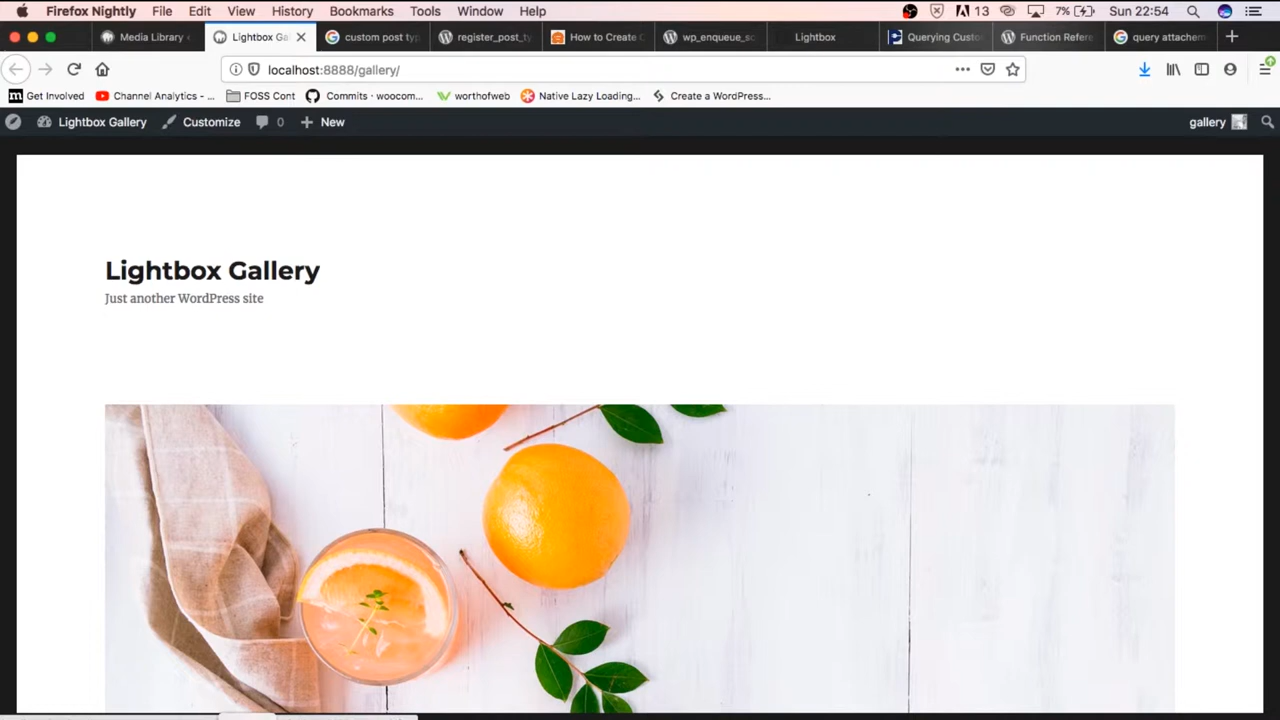 Firefox Nightly File Edit View History Bookmarks Tools Window Help 13 7% Sun 22:54
Media Library Lightbox Ga custom post typ register_post_ty How to Create C wp_enqueue_sc Lightbox Querying Custo Function Refere query attachem
localhost:8888/gallery/
Get Involved Channel Analytics - ... FOSS Cont Commits · woocom... worthofweb Native Lazy Loading... Create a WordPress...
Lightbox Gallery Customize 0 New gallery
Lightbox Gallery
Just another WordPress site